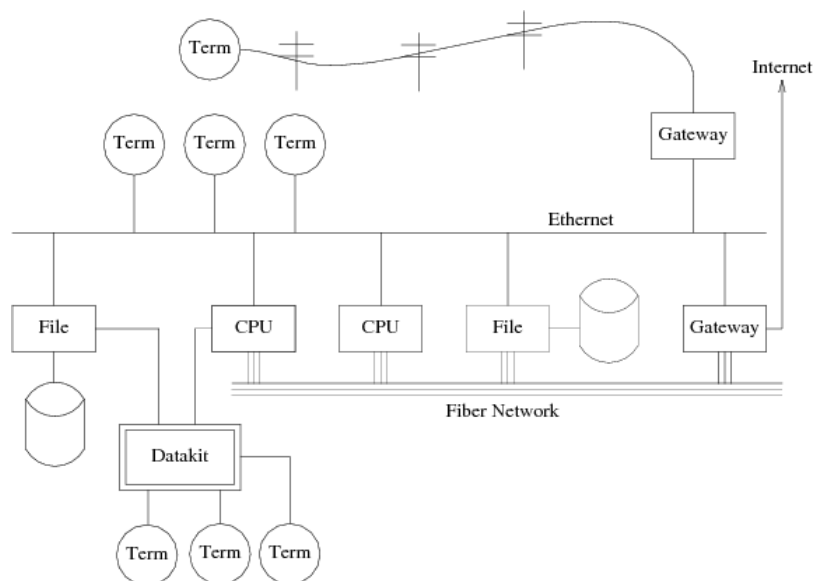 Term
Internet
Term
Term
Term
Gateway
Ethernet
File
CPU
CPU
File
Gateway
Fiber Network
Datakit
Term
Term
Term